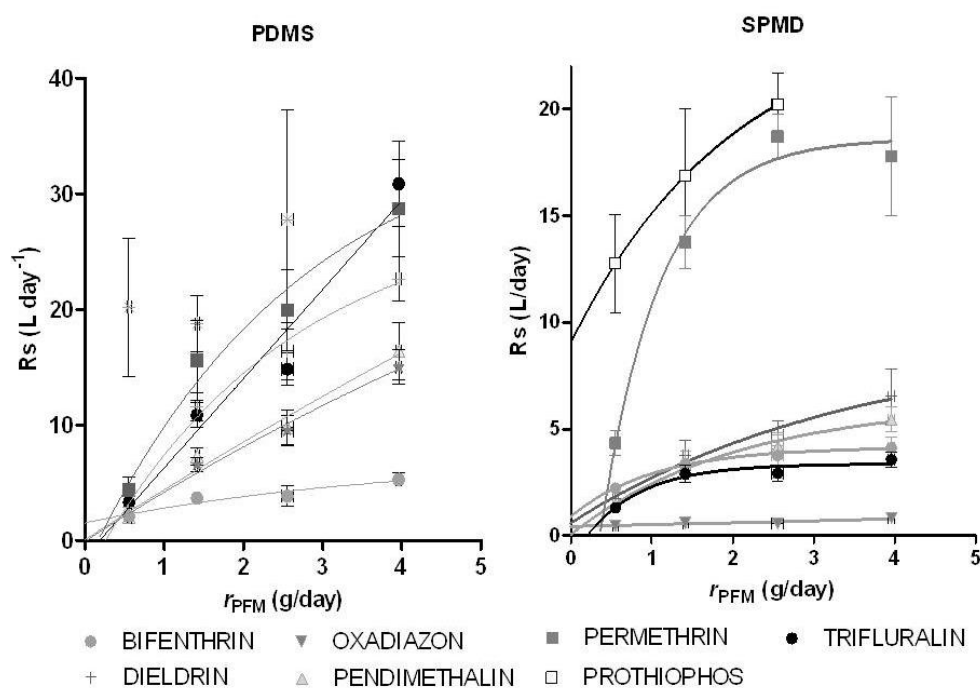 PDMS
SPMD
40
30
20
10
0
Rs (L day⁻¹)
0 1 2 3 4 5
rPFM (g/day)
20
15
10
5
0
Rs (L/day)
0 1 2 3 4 5
rPFM (g/day)
BIFENTHRIN OXADIAZON PERMETHRIN TRIFLURALIN
DIELDRIN PENDIMETHALIN PROTHIOPHOS